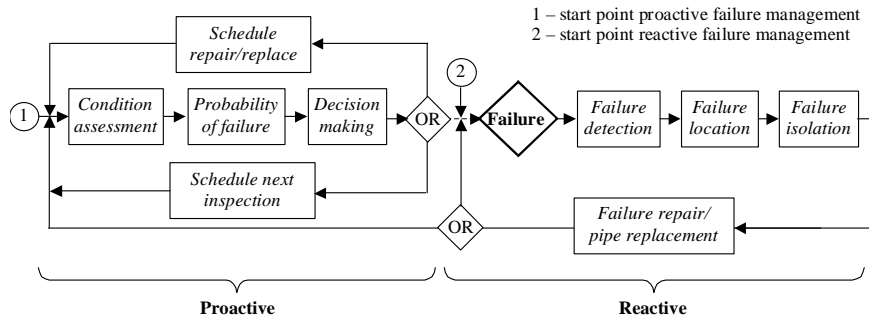 1 – start point proactive failure management
2 – start point reactive failure management
Schedule
repair/replace
2
1
Condition
assessment
Probability
of failure
Decision
making
OR
Failure
Failure
detection
Failure
location
Failure
isolation
Schedule next
inspection
OR
Failure repair/
pipe replacement
Proactive
Reactive